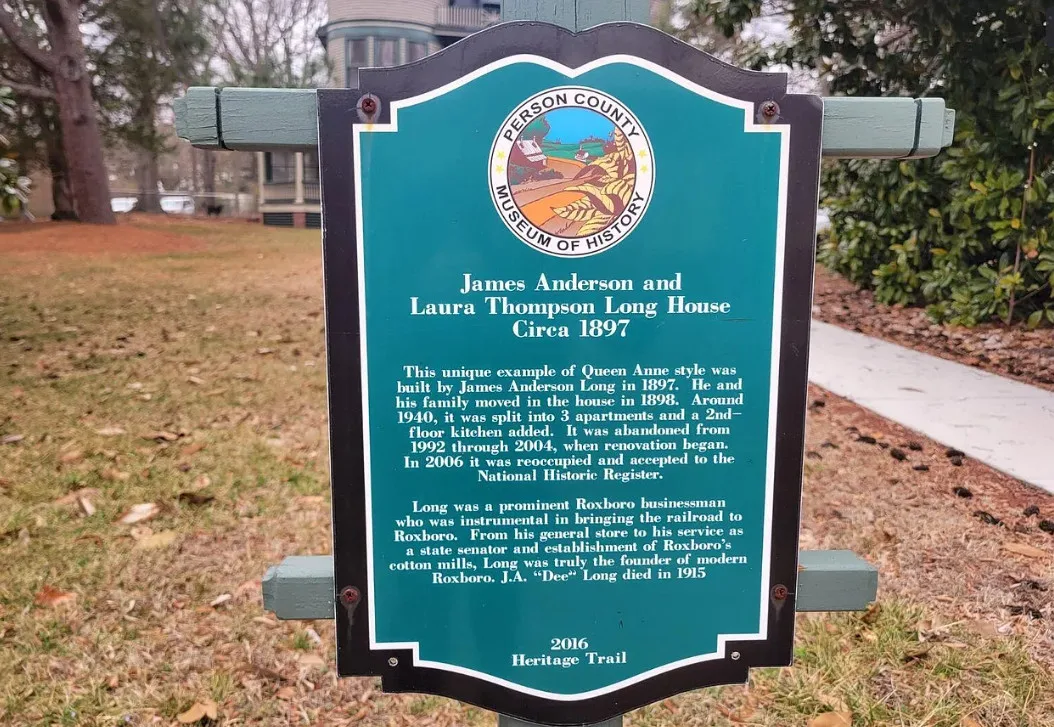 PERSON COUNTY
MUSEUM OF HISTORY
James Anderson and
Laura Thompson Long House
Circa 1897
This unique example of Queen Anne style was
built by James Anderson Long in 1897. He and
his family moved in the house in 1898. Around
1940, it was split into 3 apartments and a 2nd-
floor kitchen added. It was abandoned from
1992 through 2004, when renovation began.
In 2006 it was reoccupied and accepted to the
National Historic Register.
Long was a prominent Roxboro businessman
who was instrumental in bringing the railroad to
Roxboro. From his general store to his service as
a state senator and establishment of Roxboro's
cotton mills, Long was truly the founder of modern
Roxboro. J.A. "Dee" Long died in 1915
2016
Heritage Trail